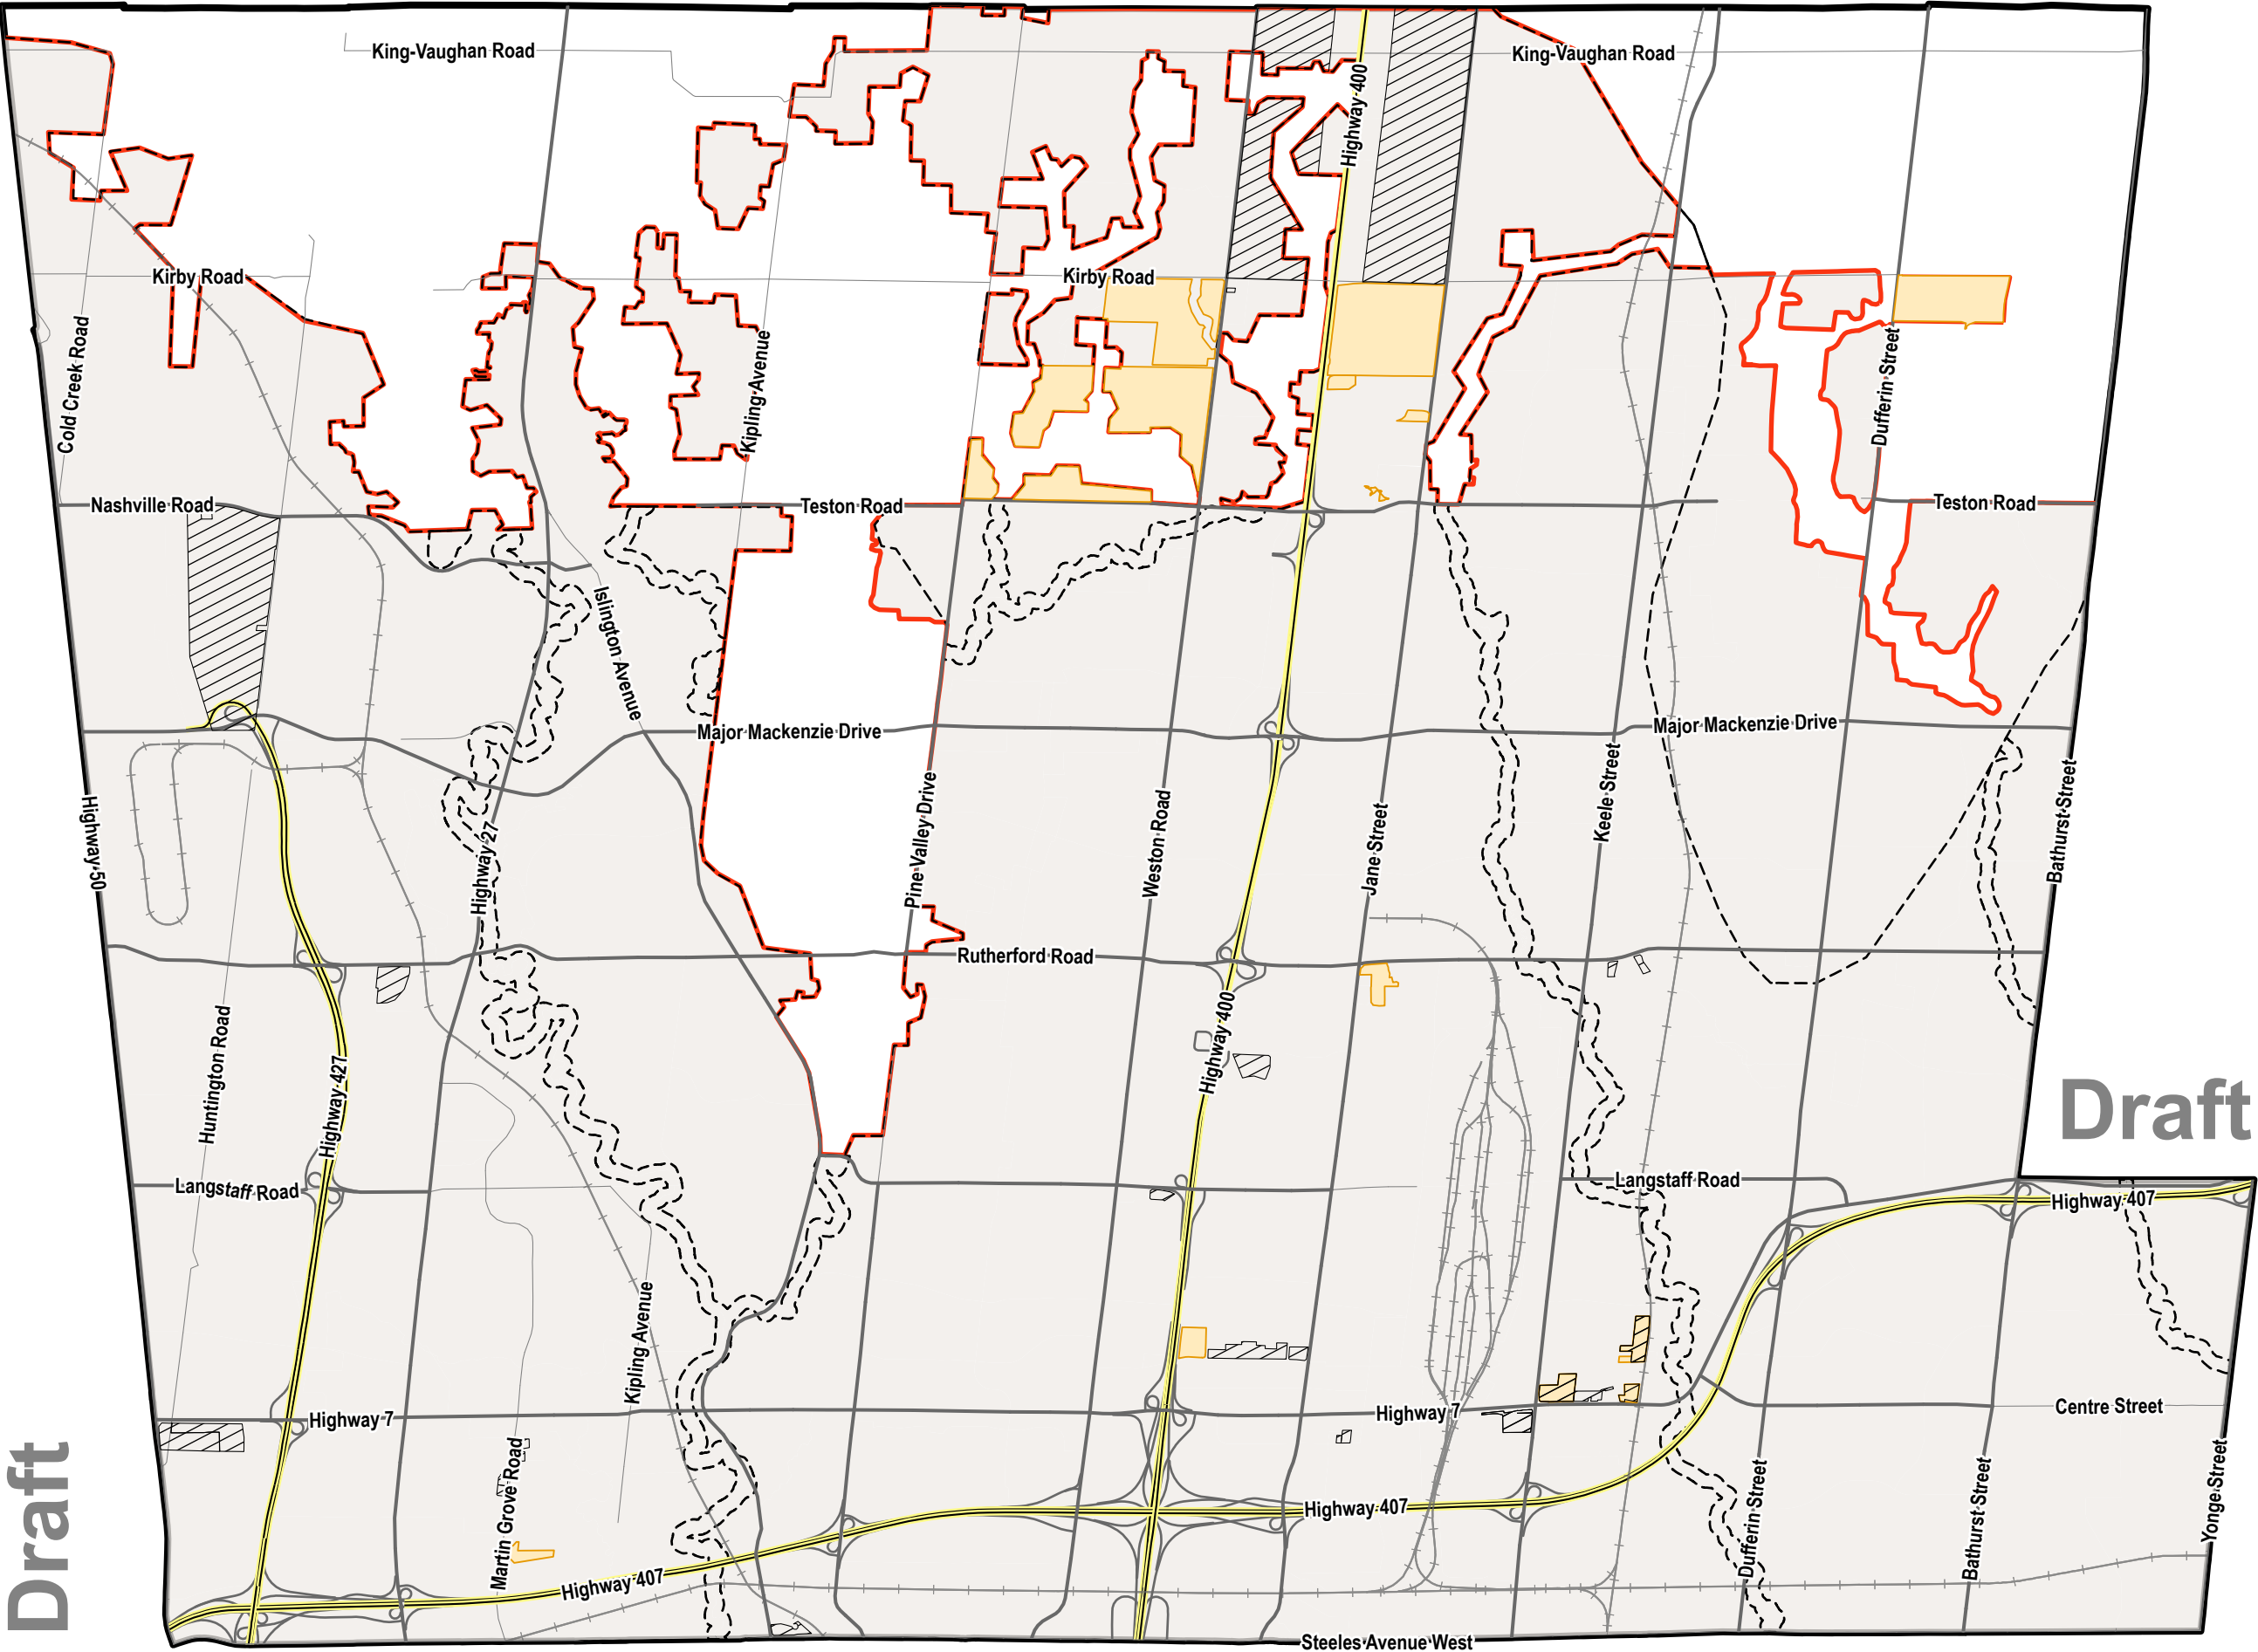 King-Vaughan Road
King-Vaughan Road
Highway 400
Kirby Road
Kirby Road
Cold Creek Road
Kipling Avenue
Dufferin Street
Nashville Road
Teston Road
Teston Road
Islington Avenue
Major Mackenzie Drive
Major Mackenzie Drive
Highway 50
Highway 27
Pine Valley Drive
Weston Road
Jane Street
Keele Street
Bathurst Street
Rutherford Road
Huntington Road
Highway 427
Highway 400
Draft
Langstaff Road
Langstaff Road
Highway 407
Kipling Avenue
Highway 7
Highway 7
Centre Street
Draft
Martin Grove Road
Highway 407
Highway 407
Dufferin Street
Bathurst Street
Yonge Street
Steeles Avenue West